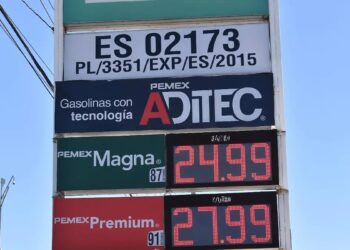 ES 02173
PL/3351/EXP/ES/2015
PEMEX
Gasolinas con
tecnología
ADITEC
PEMEX Magna
87
24.99
PEMEX Premium
91
27.99